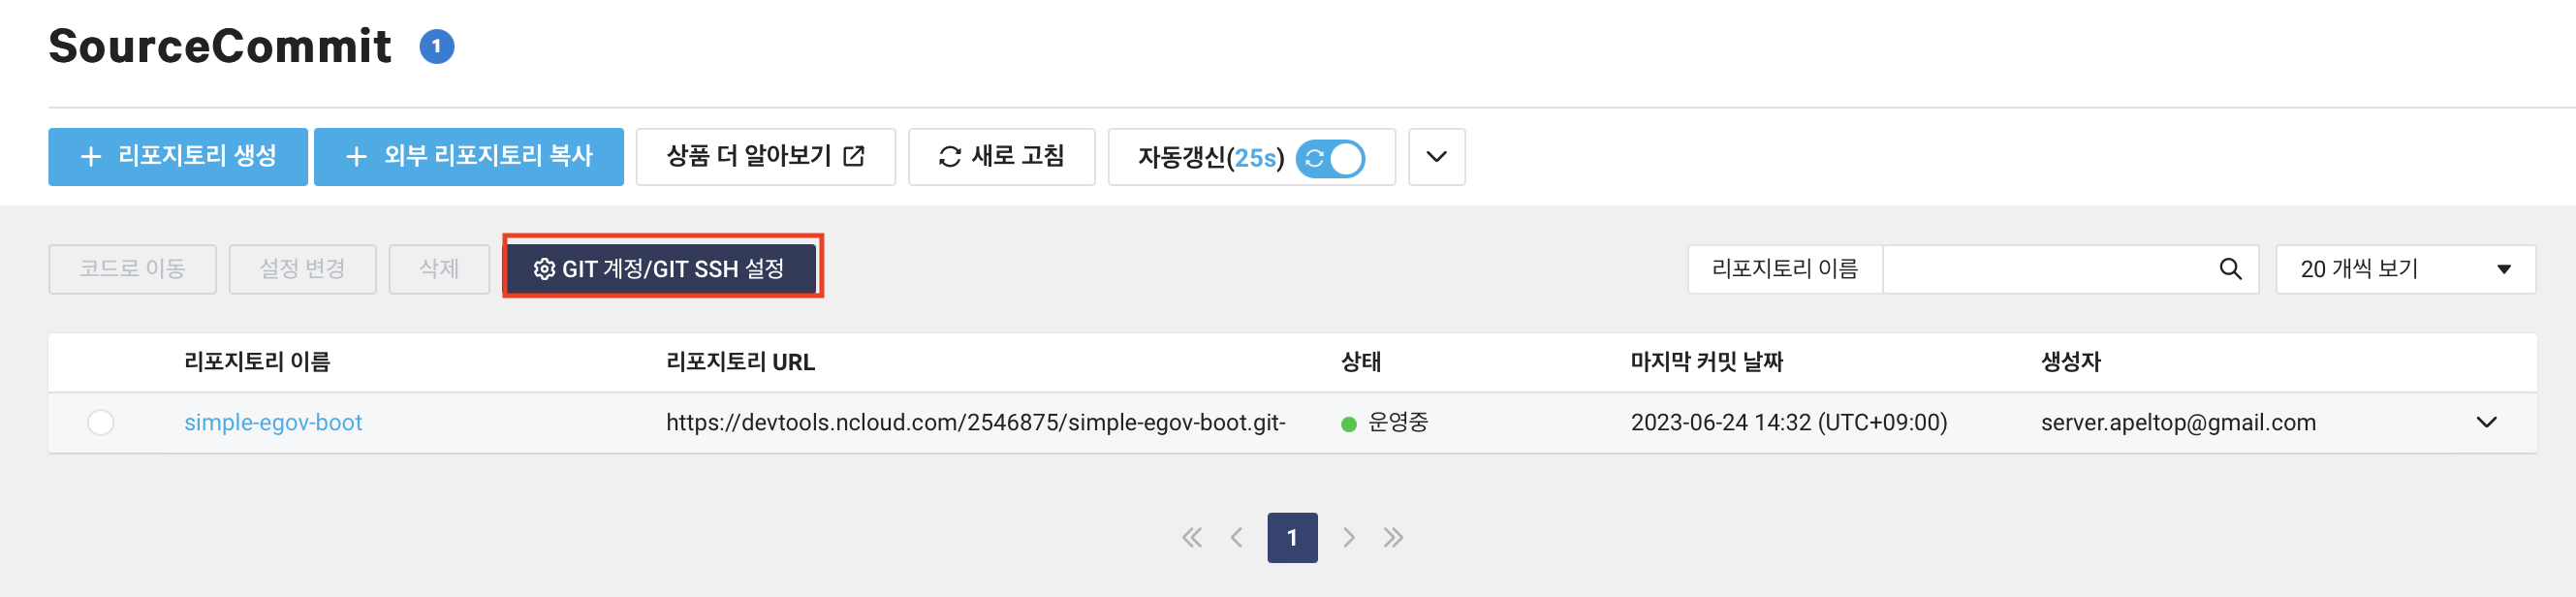 SourceCommit 1
+ 리포지토리 생성 + 외부 리포지토리 복사 상품 더 알아보기 새로 고침 자동갱신(25s)
코드로 이동 설정 변경 삭제 GIT 계정/GIT SSH 설정 리포지토리 이름 20 개씩 보기
리포지토리 이름 리포지토리 URL 상태 마지막 커밋 날짜 생성자
simple-egov-boot https://devtools.ncloud.com/2546875/simple-egov-boot.git- 운영중 2023-06-24 14:32 (UTC+09:00) server.apeltop@gmail.com
1